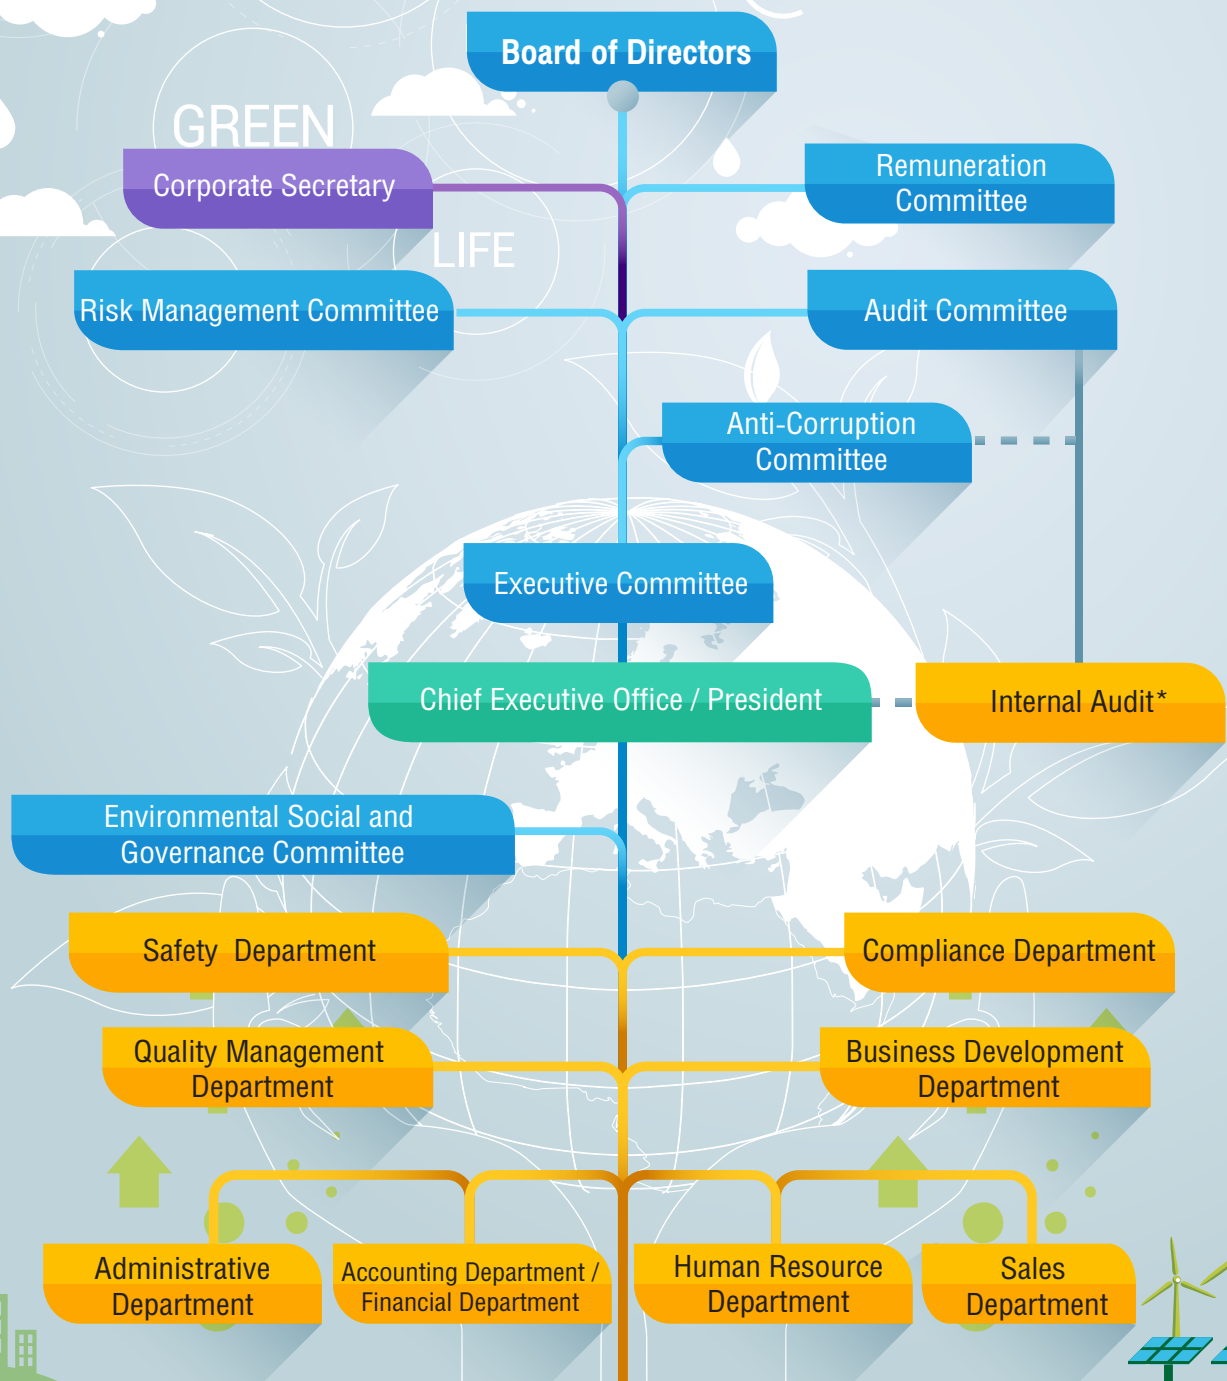 Board of Directors
GREEN
Corporate Secretary
Remuneration
Committee
LIFE
Risk Management Committee
Audit Committee
Anti-Corruption
Committee
Executive Committee
Chief Executive Office / President
Internal Audit*
Environmental Social and
Governance Committee
Safety Department
Compliance Department
Quality Management
Department
Business Development
Department
Administrative
Department
Accounting Department /
Financial Department
Human Resource
Department
Sales
Department